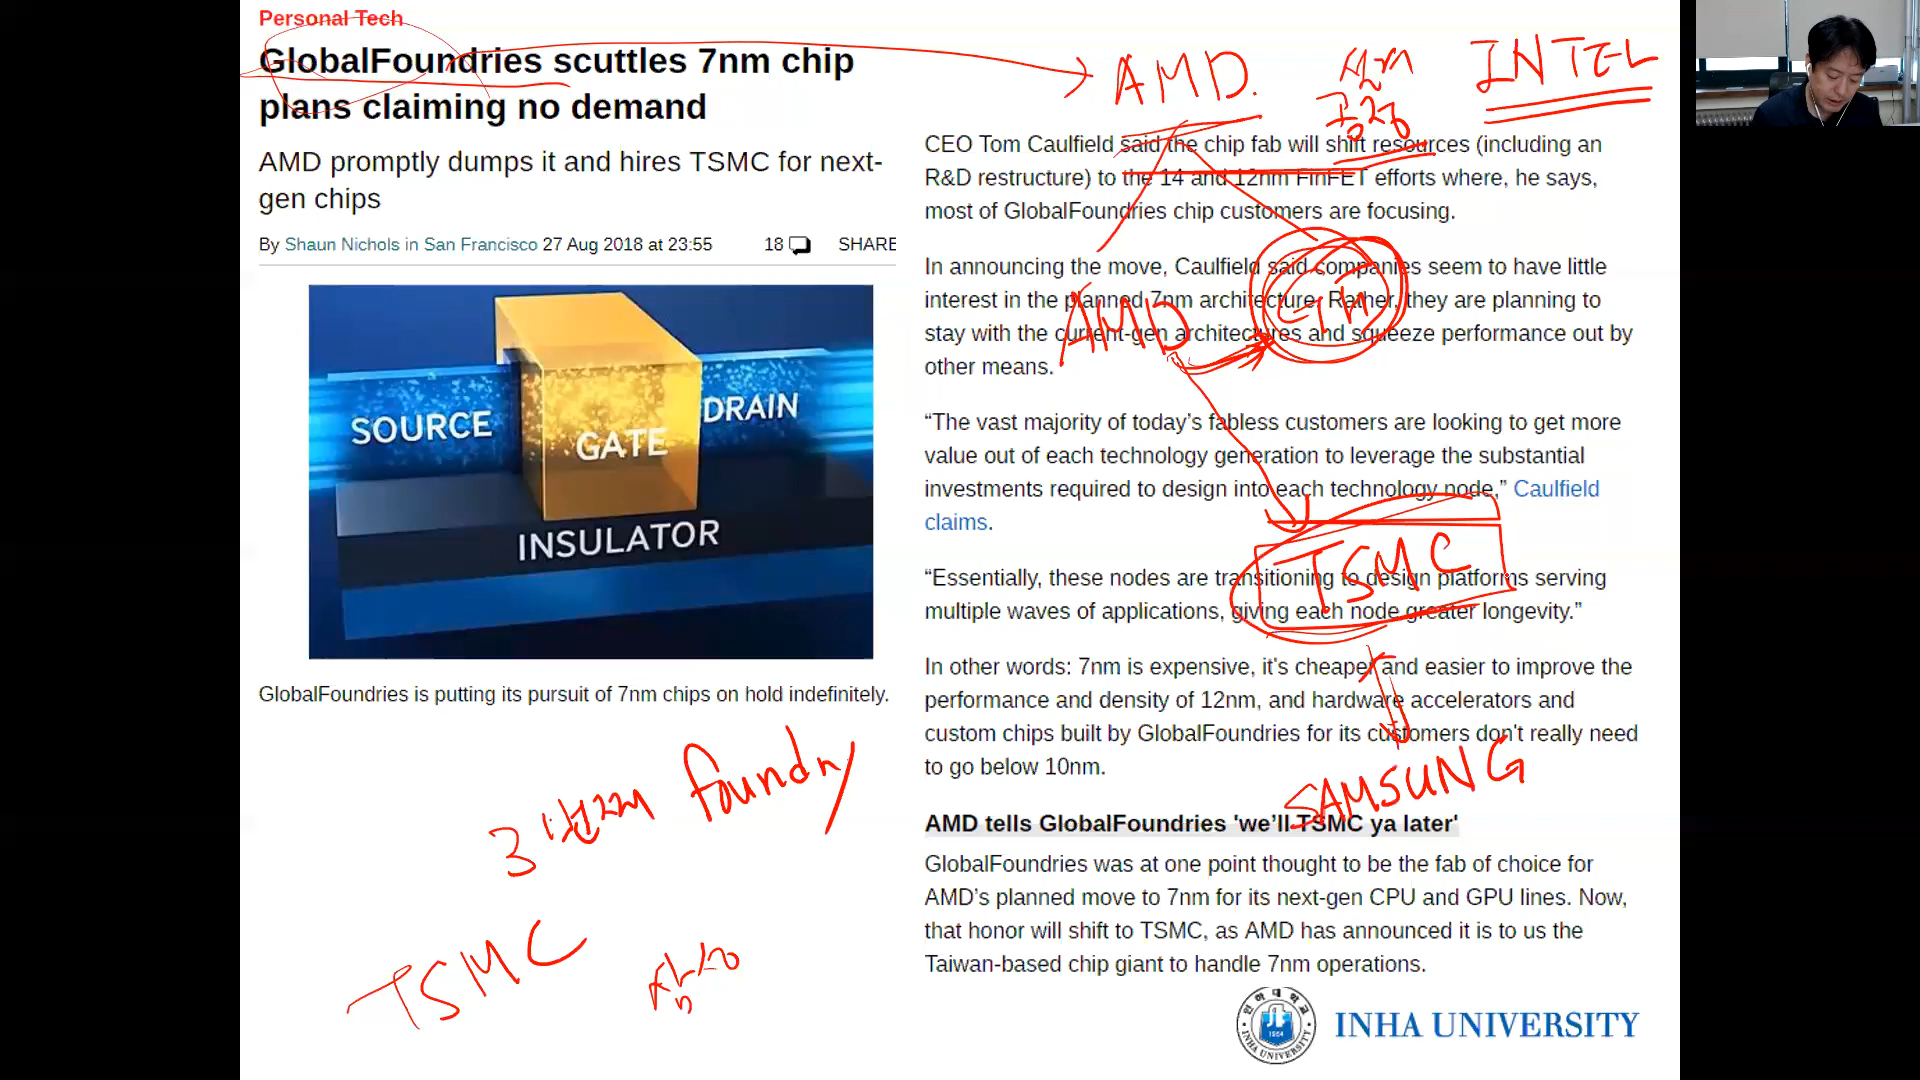 Personal Tech
GlobalFoundries scuttles 7nm chip
plans claiming no demand
AMD promptly dumps it and hires TSMC for next-
gen chips
By Shaun Nichols in San Francisco 27 Aug 2018 at 23:55 18 SHARE
SOURCE
GATE
DRAIN
INSULATOR
GlobalFoundries is putting its pursuit of 7nm chips on hold indefinitely.
3 foundry
TSMC
AMD.
INTEL
CEO Tom Caulfield said the chip fab will shift resources (including an
R&D restructure) to the 14 and 12nm FinFET efforts where, he says,
most of GlobalFoundries chip customers are focusing.
In announcing the move, Caulfield said companies seem to have little
interest in the planned 7nm architecture. Rather, they are planning to
stay with the current-gen architectures and squeeze performance out by
other means.
AMD
“The vast majority of today’s fabless customers are looking to get more
value out of each technology generation to leverage the substantial
investments required to design into each technology node,” Caulfield
claims.
TSMC
“Essentially, these nodes are transitioning to design platforms serving
multiple waves of applications, giving each node greater longevity.”
In other words: 7nm is expensive, it's cheaper and easier to improve the
performance and density of 12nm, and hardware accelerators and
custom chips built by GlobalFoundries for its customers don't really need
to go below 10nm.
SAMSUNG
AMD tells GlobalFoundries 'we’ll TSMC ya later'
GlobalFoundries was at one point thought to be the fab of choice for
AMD’s planned move to 7nm for its next-gen CPU and GPU lines. Now,
that honor will shift to TSMC, as AMD has announced it is to us the
Taiwan-based chip giant to handle 7nm operations.
인하대학교
1954
INHA UNIVERSITY
INHA UNIVERSITY